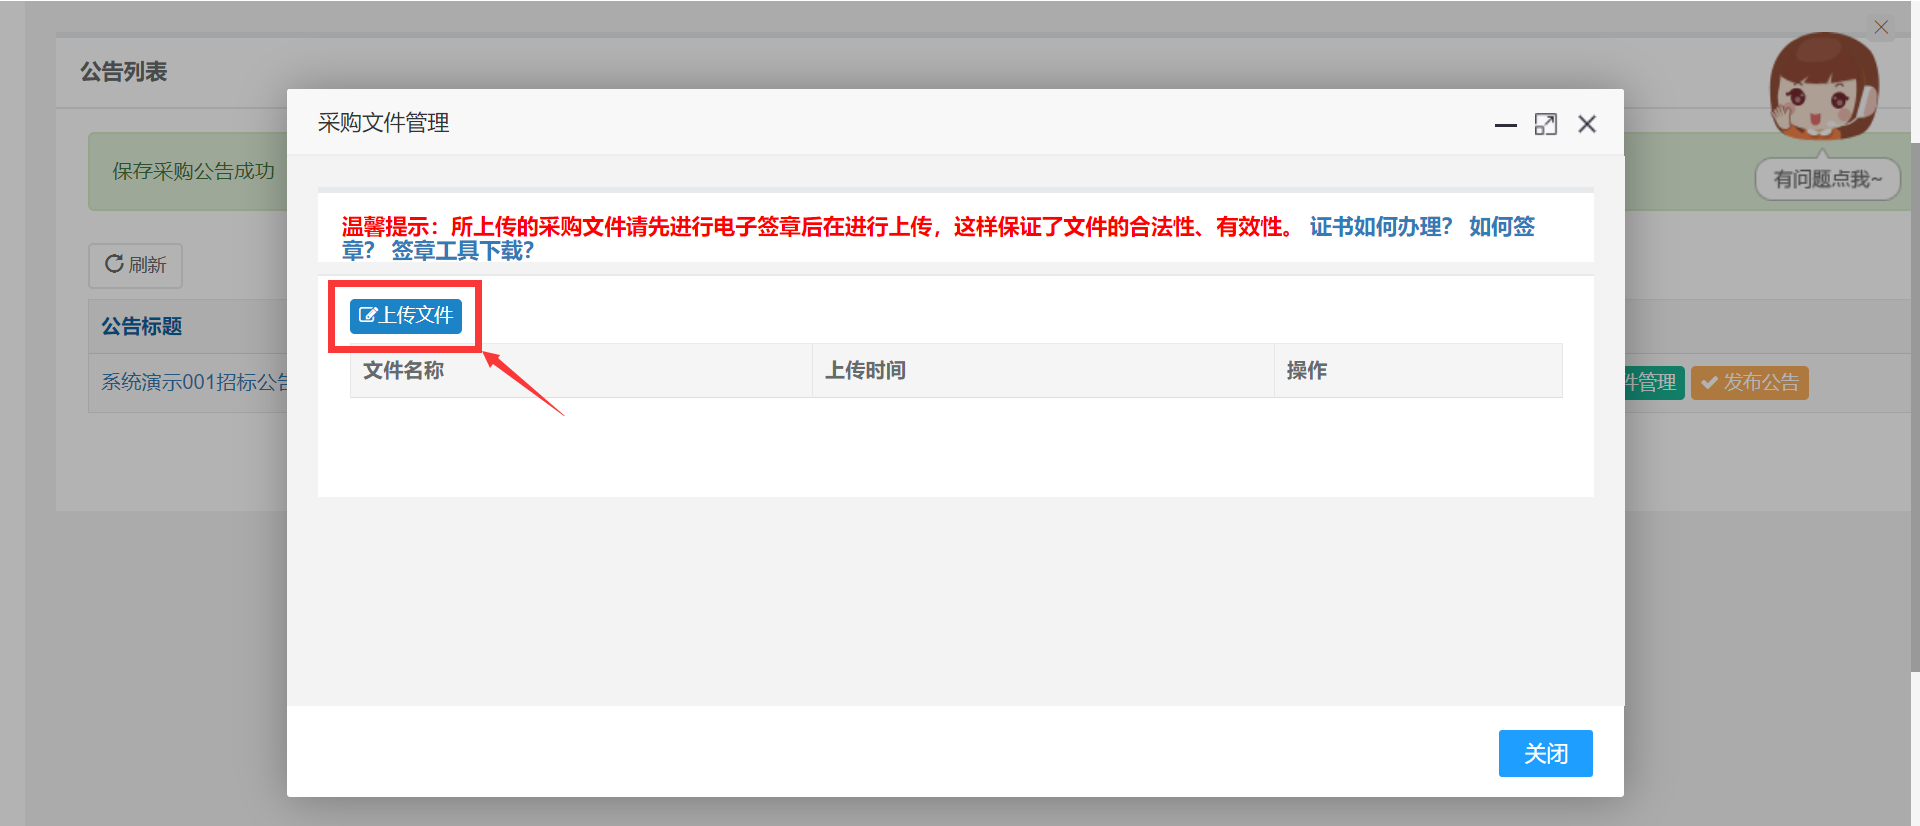 公告列表
采购文件管理
保存采购公告成功
有问题点我~
温馨提示：所上传的采购文件请先进行电子签章后在进行上传，这样保证了文件的合法性、有效性。 证书如何办理？ 如何签
章？ 签章工具下载？
刷新
上传文件
公告标题
文件名称 上传时间 操作
系统演示001招标公告
件管理 发布公告
关闭